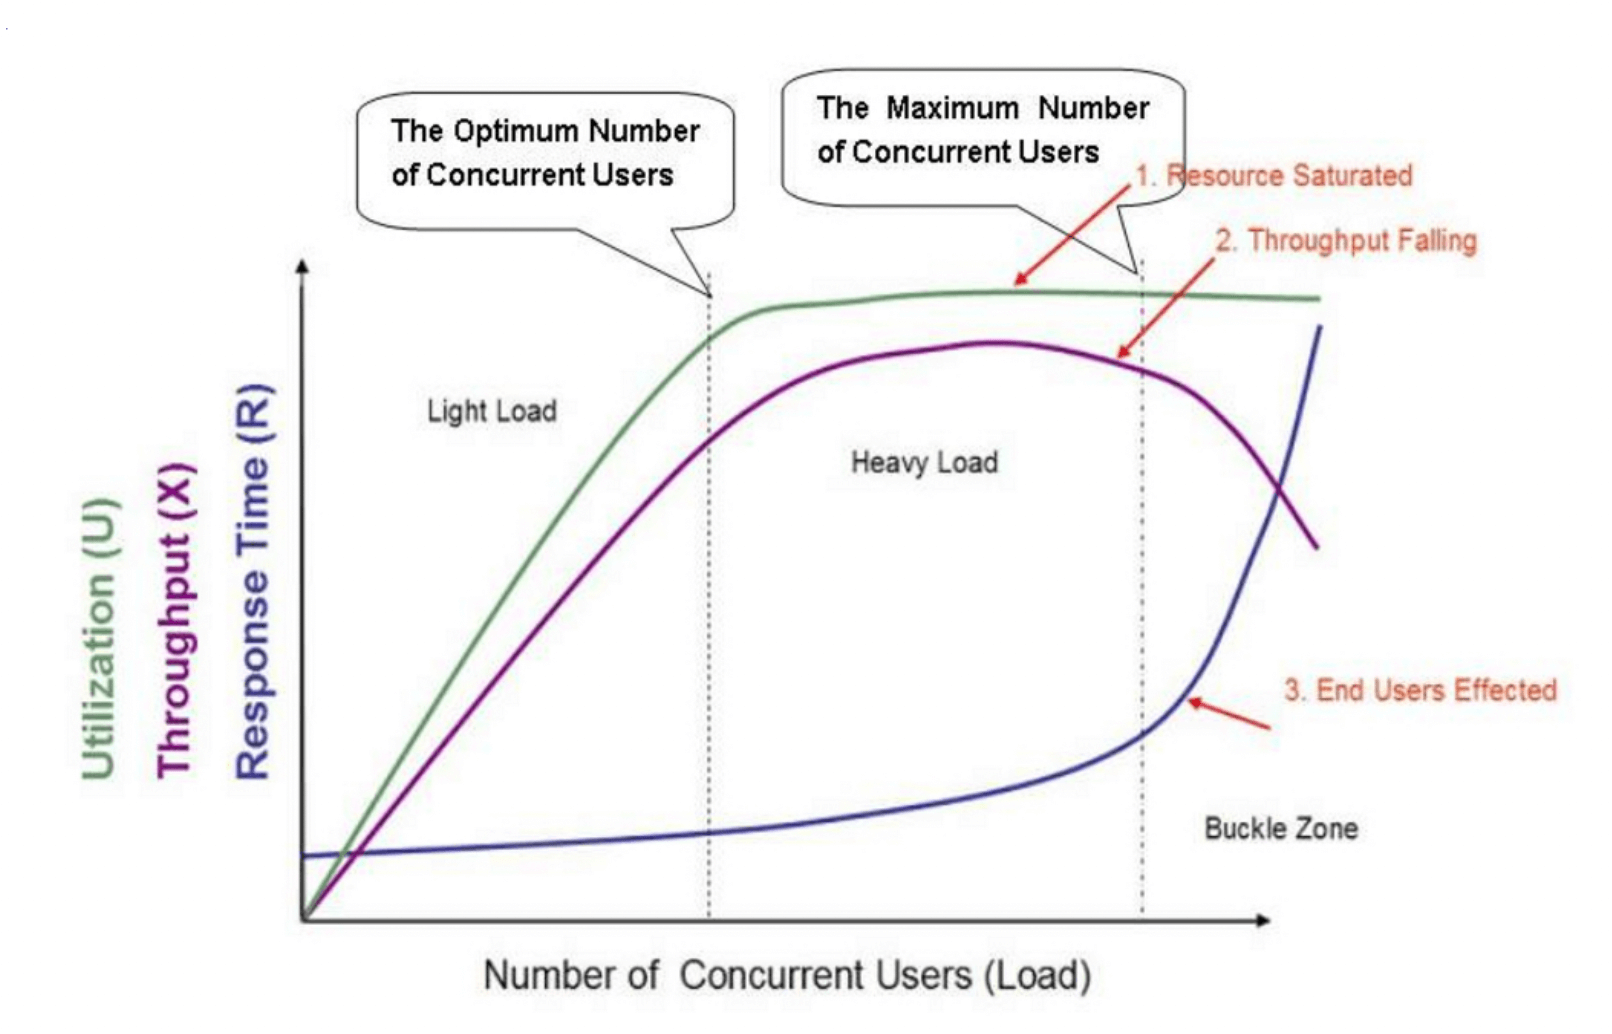 The Optimum Number
of Concurrent Users
The Maximum Number
of Concurrent Users
1. Resource Saturated
2. Throughput Falling
Light Load
Heavy Load
Utilization (U)
Throughput (X)
Response Time (R)
3. End Users Effected
Buckle Zone
Number of Concurrent Users (Load)